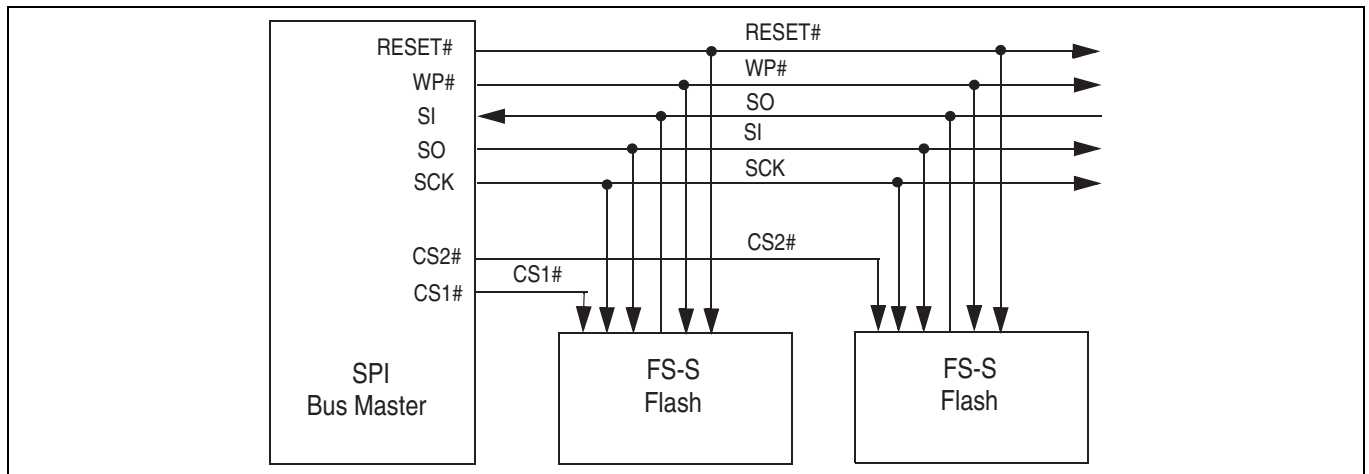 RESET#
RESET#
WP#
WP#
SI
SO
SO
SI
SCK
SCK
CS2#
CS2#
CS1#
CS1#
SPI
Bus Master
FS-S
Flash
FS-S
Flash